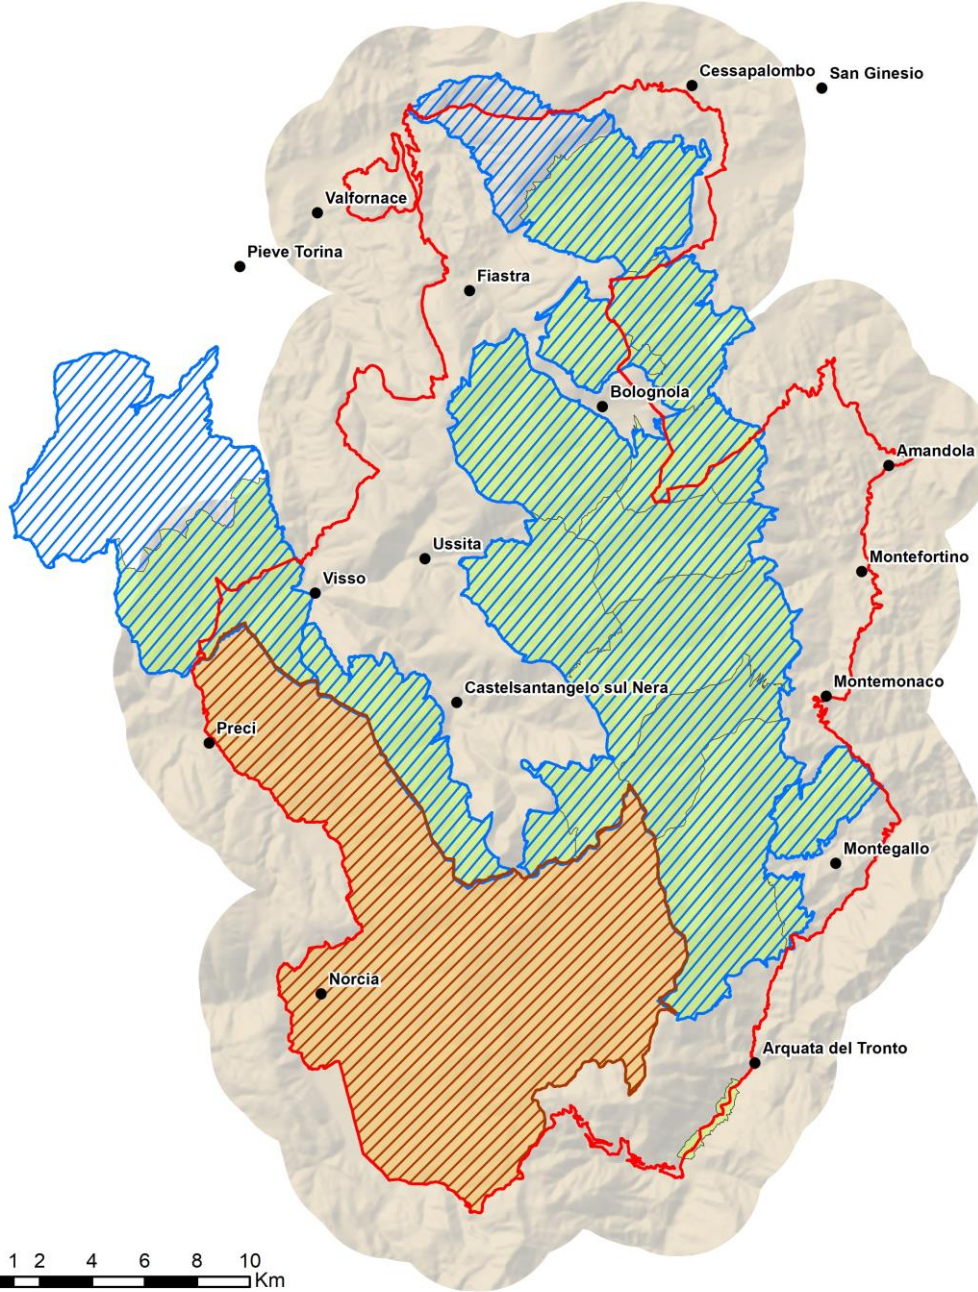 Cessapalombo
San Ginesio
Valfornace
Pieve Torina
Fiastra
Bolognola
Amandola
Ussita
Montefortino
Visso
Castelsantangelo sul Nera
Montemonaco
Preci
Montegallo
Norcia
Arquata del Tronto
1 2 4 6 8 10
Km